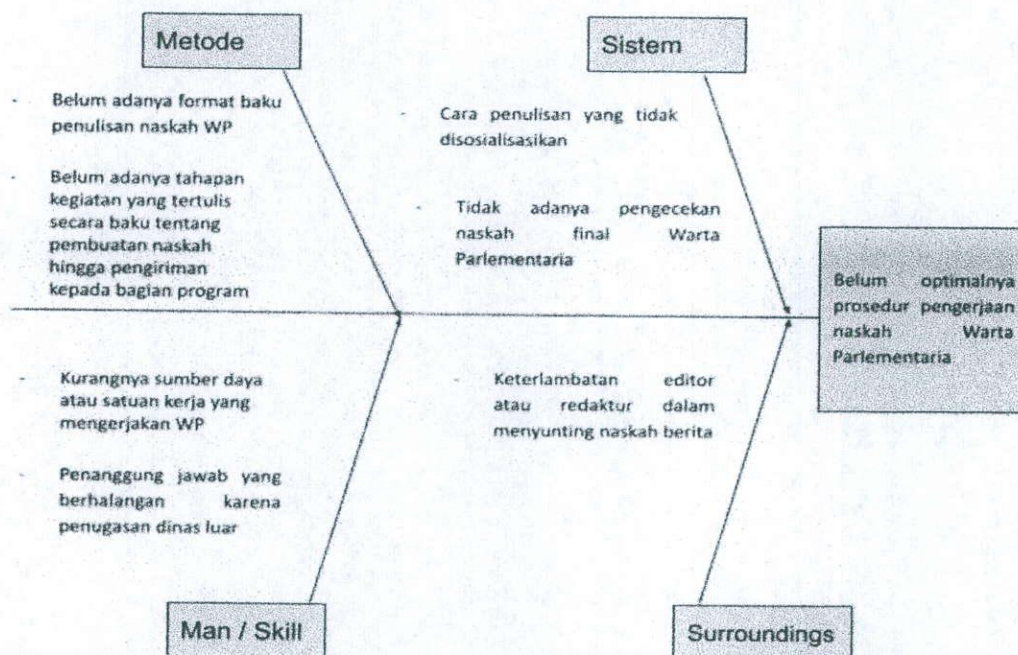 Metode
Belum adanya format baku
penulisan naskah WP
Belum adanya tahapan
kegiatan yang tertulis
secara baku tentang
pembuatan naskah
hingga pengiriman
kepada bagian program
Sistem
Cara penulisan yang tidak
disosialisasikan
Tidak adanya pengecekan
naskah final Warta
Parlementaria
Belum optimalnya
prosedur pengerjaan
naskah Warta
Parlementaria
Kurangnya sumber daya
atau satuan kerja yang
mengerjakan WP
Penanggung jawab yang
berhalangan karena
penugasan dinas luar
Man / Skill
Keterlambatan editor
atau redaktur dalam
menyunting naskah berita
Surroundings